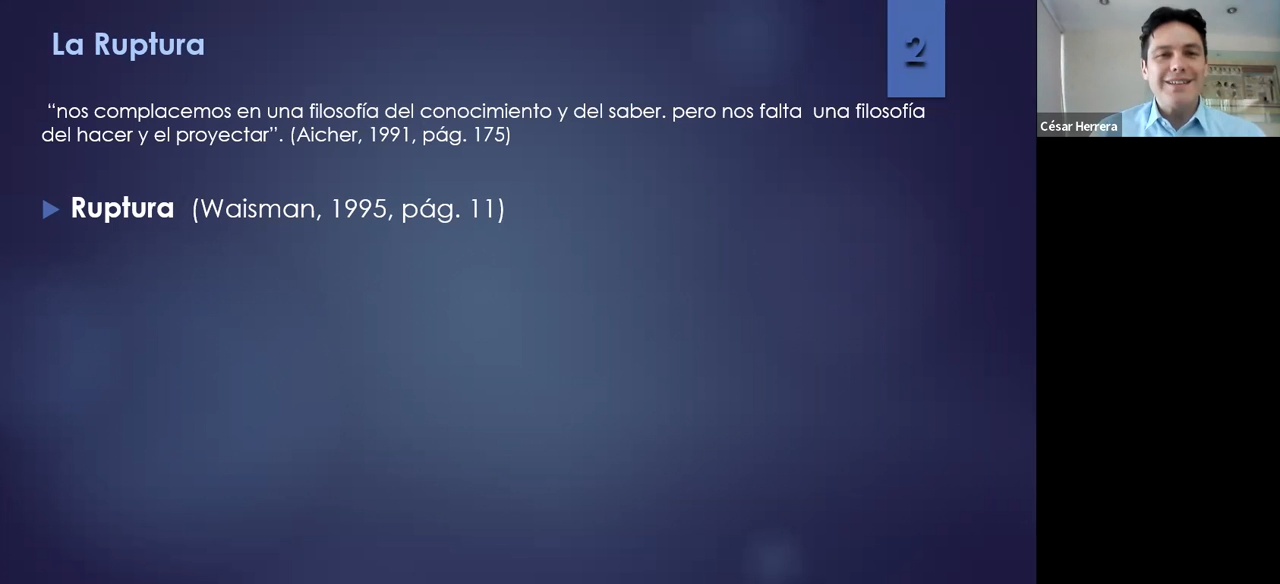 La Ruptura
2
“nos complacemos en una filosofía del conocimiento y del saber. pero nos falta una filosofía
del hacer y el proyectar”. (Aicher, 1991, pág. 175)
Ruptura (Waisman, 1995, pág. 11)
César Herrera